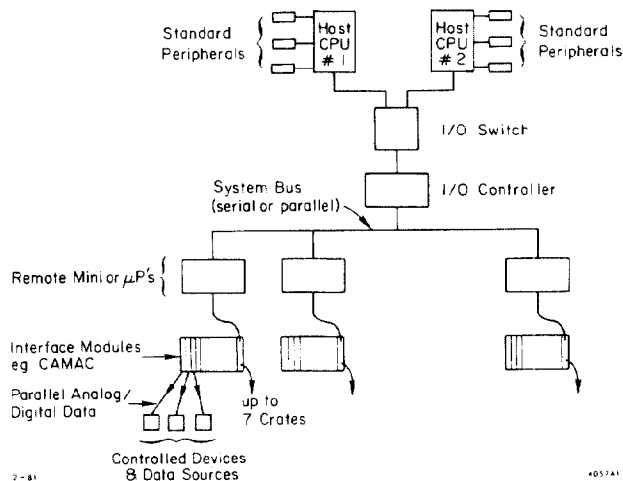 Standard
Peripherals
Host
CPU
# 1
Host
CPU
# 2
Standard
Peripherals
I/O Switch
I/O Controller
System Bus
(serial or parallel)
Remote Mini or μP's
Interface Modules
eg CAMAC
Parallel Analog/
Digital Data
up to
7 Crates
Controlled Devices
& Data Sources
2-81
4057A1